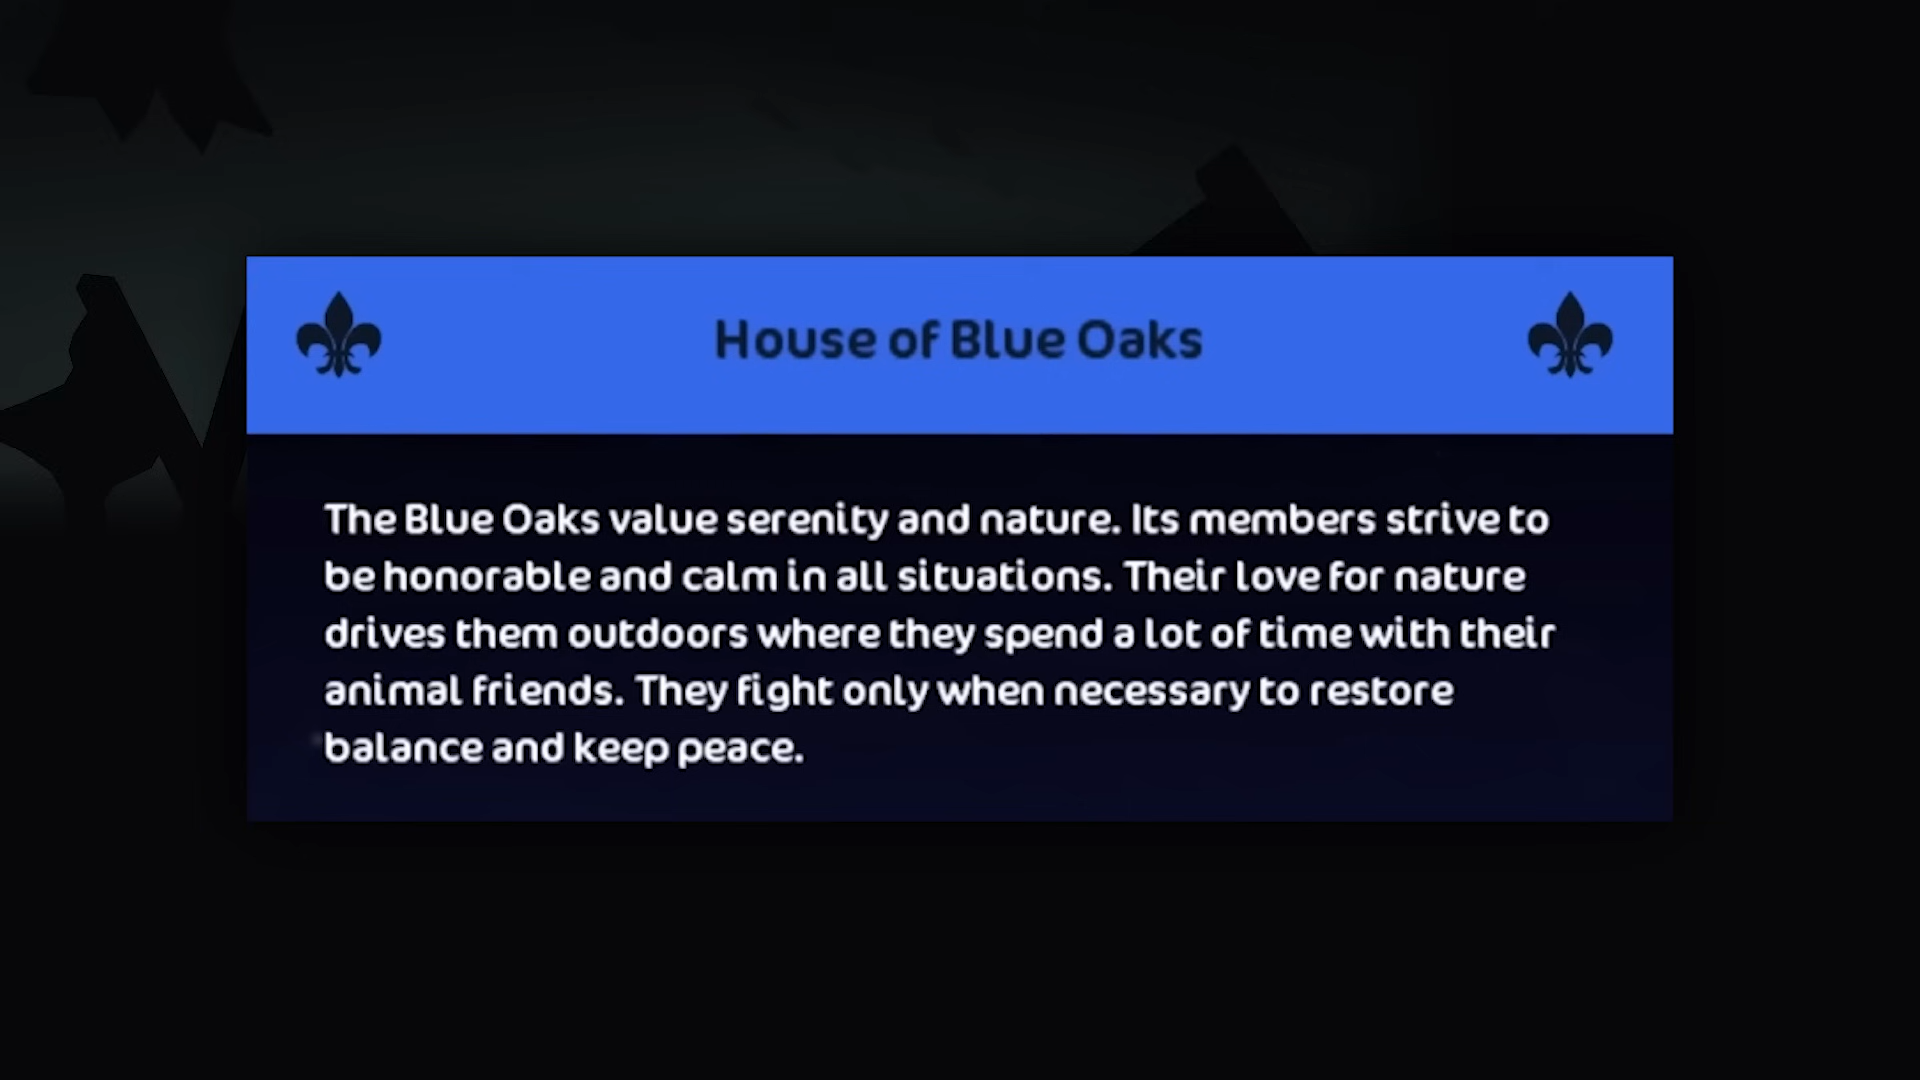 House of Blue Oaks
The Blue Oaks value serenity and nature. Its members strive to
be honorable and calm in all situations. Their love for nature
drives them outdoors where they spend a lot of time with their
animal friends. They fight only when necessary to restore
balance and keep peace.